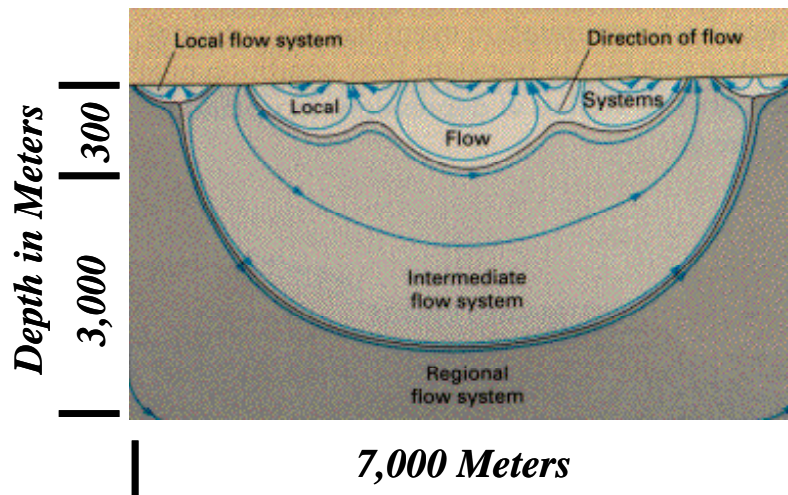 Local flow system
Direction of flow
Local
Systems
Flow
Intermediate
flow system
Regional
flow system
Depth in Meters
300
3,000
7,000 Meters